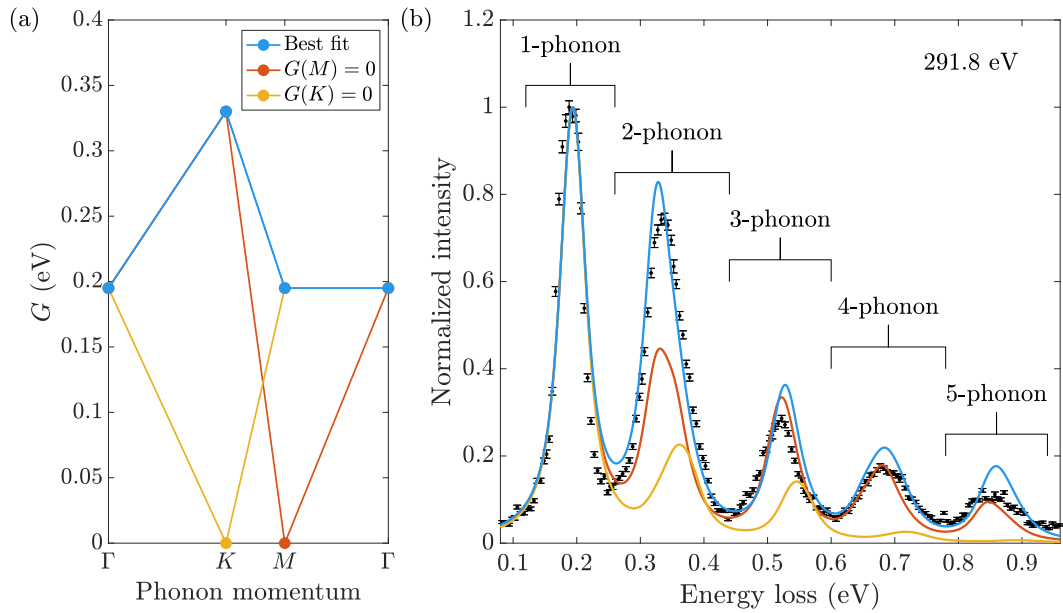 (a)
0.4
0.35
0.3
0.25
0.2
0.15
0.1
0.05
0
G (eV)
Γ
K
M
Γ
Phonon momentum
Best fit
G(M) = 0
G(K) = 0
(b)
291.8 eV
1-phonon
2-phonon
3-phonon
4-phonon
5-phonon
1
0.8
0.6
0.4
0.2
0
Normalized intensity
0.1
0.2
0.3
0.4
0.5
0.6
0.7
0.8
0.9
Energy loss (eV)